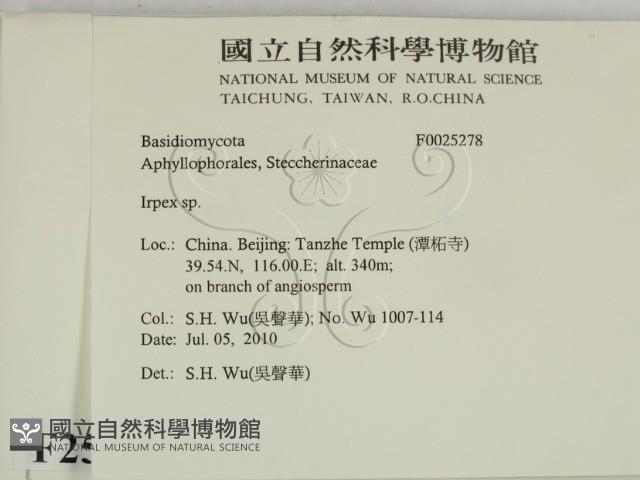 國立自然科學博物館
NATIONAL MUSEUM OF NATURAL SCIENCE
TAICHUNG, TAIWAN, R.O.CHINA
Basidiomycota F0025278
Aphyllophorales, Steccherinaceae
Irpex sp.
Loc.: China. Beijing: Tanzhe Temple (潭柘寺)
39.54.N, 116.00.E; alt. 340m;
on branch of angiosperm
Col.: S.H. Wu(吳聲華); No. Wu 1007-114
Date: Jul. 05, 2010
Det.: S.H. Wu(吳聲華)
國立自然科學博物館
NATIONAL MUSEUM OF NATURAL SCIENCE